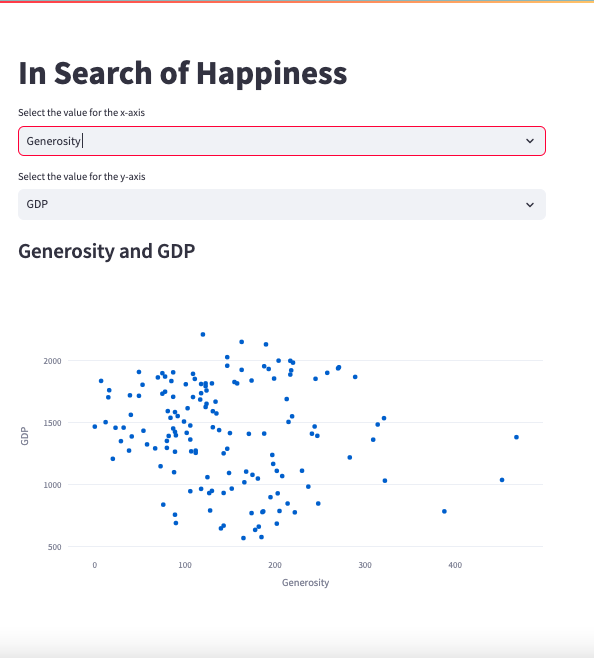 In Search of Happiness
Select the value for the x-axis
Generosity
Select the value for the y-axis
GDP
Generosity and GDP
2000
1500
1000
500
GDP
0 100 200 300 400
Generosity